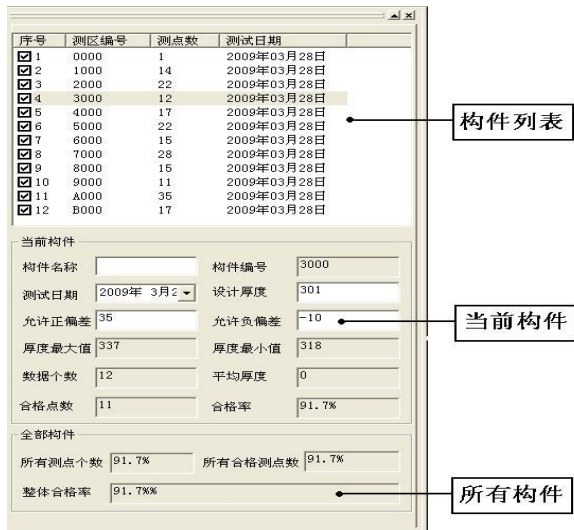 序号 测区编号 测点数 测试日期
1 0000 1 2009年03月28日
2 1000 14 2009年03月28日
3 2000 22 2009年03月28日
4 3000 12 2009年03月28日
5 4000 17 2009年03月28日
6 5000 22 2009年03月28日
7 6000 15 2009年03月28日
8 7000 28 2009年03月28日
9 8000 15 2009年03月28日
10 9000 11 2009年03月28日
11 A000 35 2009年03月28日
12 B000 17 2009年03月28日
构件列表
当前构件
构件名称 构件编号 3000
测试日期 2009年 3月2 设计厚度 301
允许正偏差 35 允许负偏差 -10
当前构件
厚度最大值 337 厚度最小值 318
数据个数 12 平均厚度 0
合格点数 11 合格率 91.7%
全部构件
所有测点个数 91.7% 所有合格测点数 91.7%
整体合格率 91.7%%
所有构件